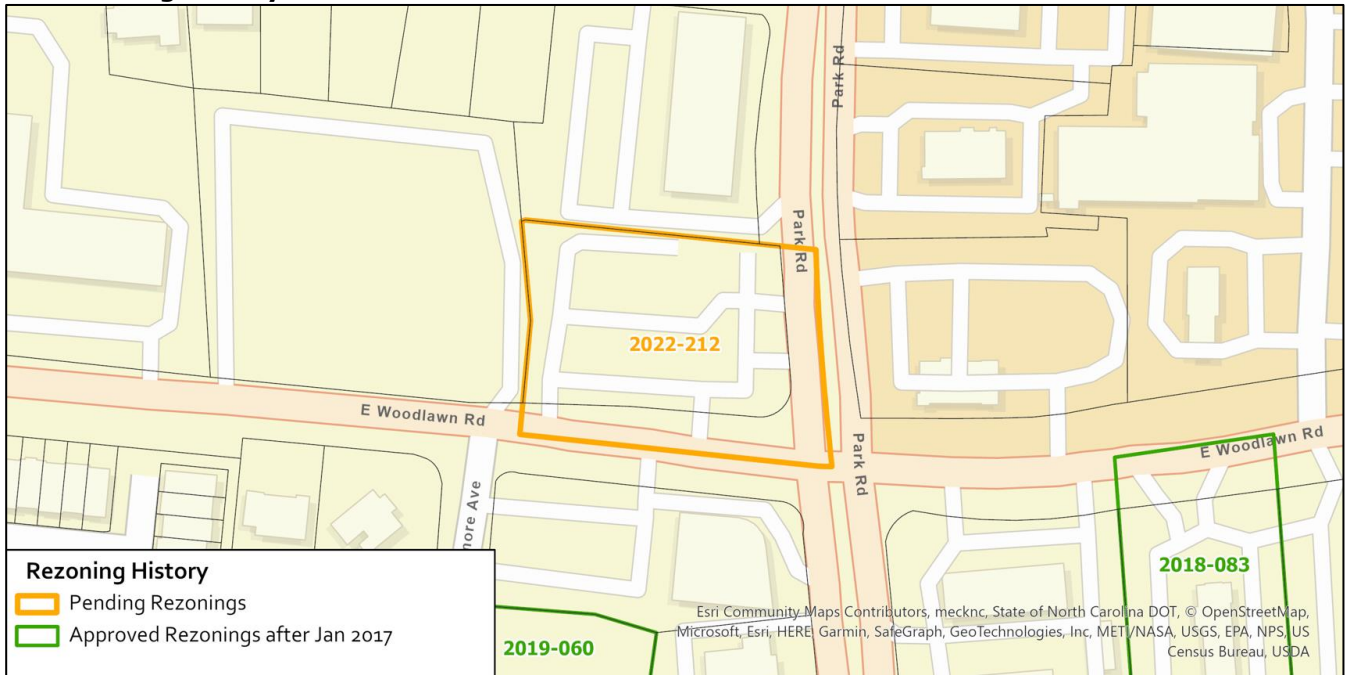 Park Rd
Park Rd
2022-212
E Woodlawn Rd
Park Rd
E Woodlawn Rd
more Ave
2018-083
Rezoning History
Pending Rezonings
Approved Rezonings after Jan 2017
2019-060
Esri Community Maps Contributors, mecknc, State of North Carolina DOT, © OpenStreetMap,
Microsoft, Esri, HERE, Garmin, SafeGraph, GeoTechnologies, Inc, METI/NASA, USGS, EPA, NPS, US
Census Bureau, USDA